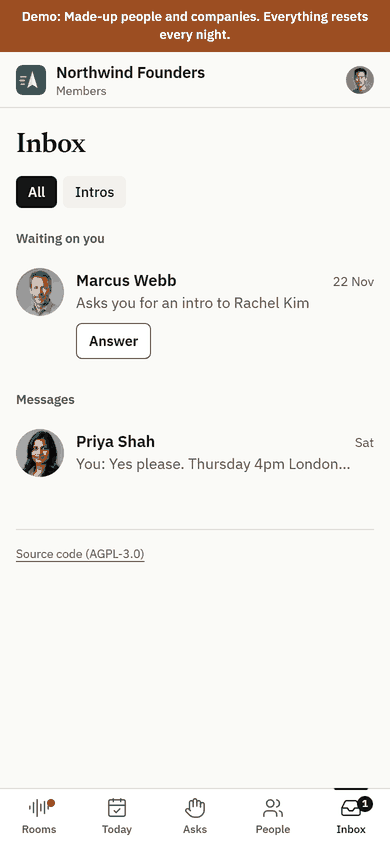 Demo: Made-up people and companies. Everything resets
every night.
Northwind Founders
Members
Inbox
All
Intros
Waiting on you
Marcus Webb
22 Nov
Asks you for an intro to Rachel Kim
Answer
Messages
Priya Shah
Sat
You: Yes please. Thursday 4pm London...
Source code (AGPL-3.0)
Rooms
Today
Asks
People
1
Inbox